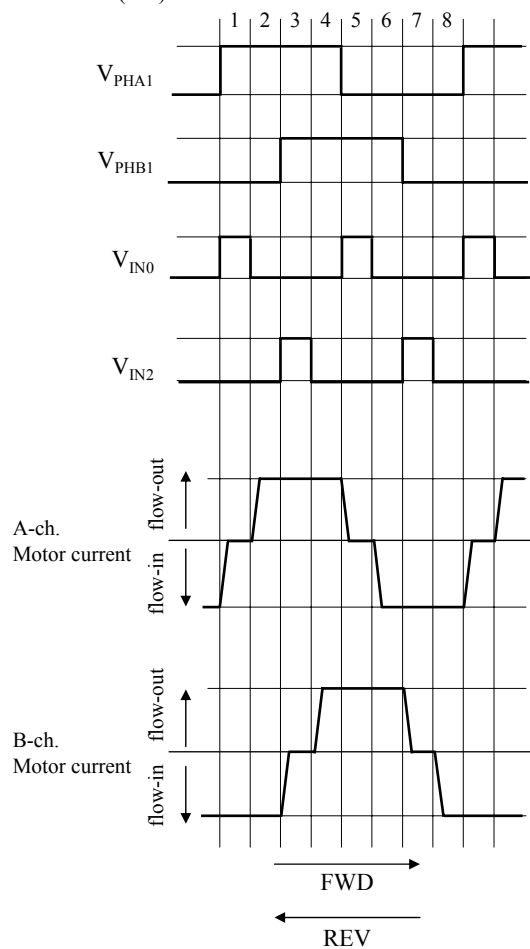 1 2 3 4 5 6 7 8
VPHA1
VPHB1
VIN0
VIN2
flow-out
A-ch.
Motor current
flow-in
flow-out
B-ch.
Motor current
flow-in
FWD
REV